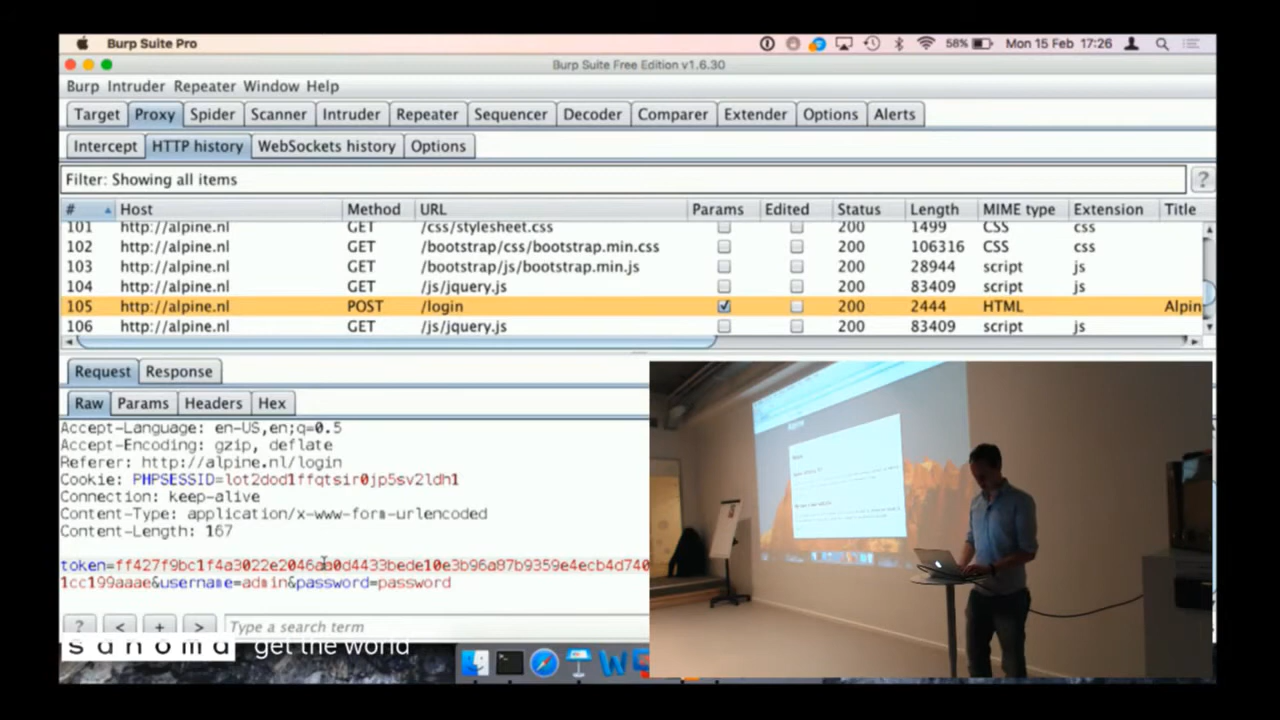 Burp Suite Pro 58% Mon 15 Feb 17:26
Burp Suite Free Edition v1.6.30
Burp Intruder Repeater Window Help
Target Proxy Spider Scanner Intruder Repeater Sequencer Decoder Comparer Extender Options Alerts
Intercept HTTP history WebSockets history Options
Filter: Showing all items ?
# Host Method URL Params Edited Status Length MIME type Extension Title
101 http://alpine.nl GET /css/stylesheet.css 200 1499 CSS css
102 http://alpine.nl GET /bootstrap/css/bootstrap.min.css 200 106316 CSS css
103 http://alpine.nl GET /bootstrap/js/bootstrap.min.js 200 28944 script js
104 http://alpine.nl GET /js/jquery.js 200 83409 script js
105 http://alpine.nl POST /login 200 2444 HTML Alpin
106 http://alpine.nl GET /js/jquery.js 200 83409 script js
Request Response
Raw Params Headers Hex
Accept-Language: en-US,en;q=0.5
Accept-Encoding: gzip, deflate
Referer: http://alpine.nl/login
Cookie: PHPSESSID=lot2dod1ffqtsir0jp5sv2ldh1
Connection: keep-alive
Content-Type: application/x-www-form-urlencoded
Content-Length: 167
token=ff427f9bc1f4a3022e2046ab0d4433bede10e3b96a87b9359e4ecb4d740
1cc199aaae&username=admin&password=password
? < + > Type a search term
sanoma get the world